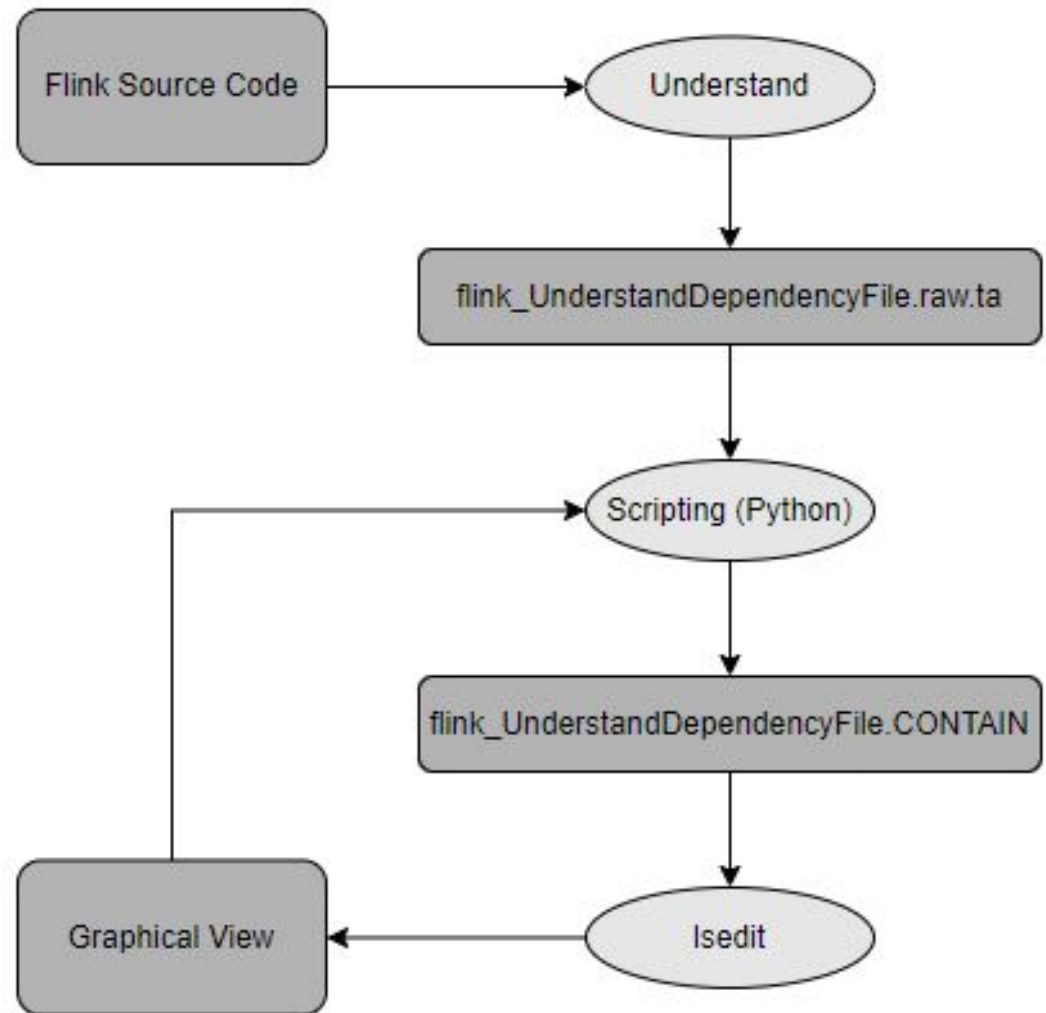 Flink Source Code
Understand
flink_UnderstandDependencyFile.raw.ta
Scripting (Python)
flink_UnderstandDependencyFile.CONTAIN
lsedit
Graphical View